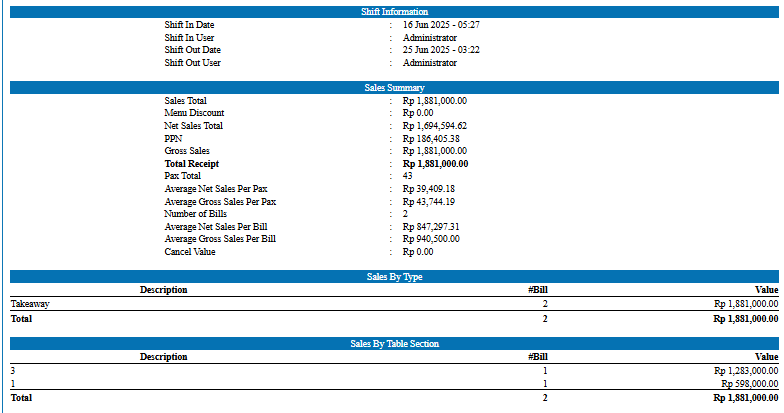 Shift Information
Shift In Date : 16 Jun 2025 - 05:27
Shift In User : Administrator
Shift Out Date : 25 Jun 2025 - 03:22
Shift Out User : Administrator
Sales Summary
Sales Total : Rp 1,881,000.00
Menu Discount : Rp 0.00
Net Sales Total : Rp 1,694,594.62
PPN : Rp 186,405.38
Gross Sales : Rp 1,881,000.00
Total Receipt : Rp 1,881,000.00
Pax Total : 43
Average Net Sales Per Pax : Rp 39,409.18
Average Gross Sales Per Pax : Rp 43,744.19
Number of Bills : 2
Average Net Sales Per Bill : Rp 847,297.31
Average Gross Sales Per Bill : Rp 940,500.00
Cancel Value : Rp 0.00
Sales By Type
Description #Bill Value
Takeaway 2 Rp 1,881,000.00
Total 2 Rp 1,881,000.00
Sales By Table Section
Description #Bill Value
3 1 Rp 1,283,000.00
1 1 Rp 598,000.00
Total 2 Rp 1,881,000.00